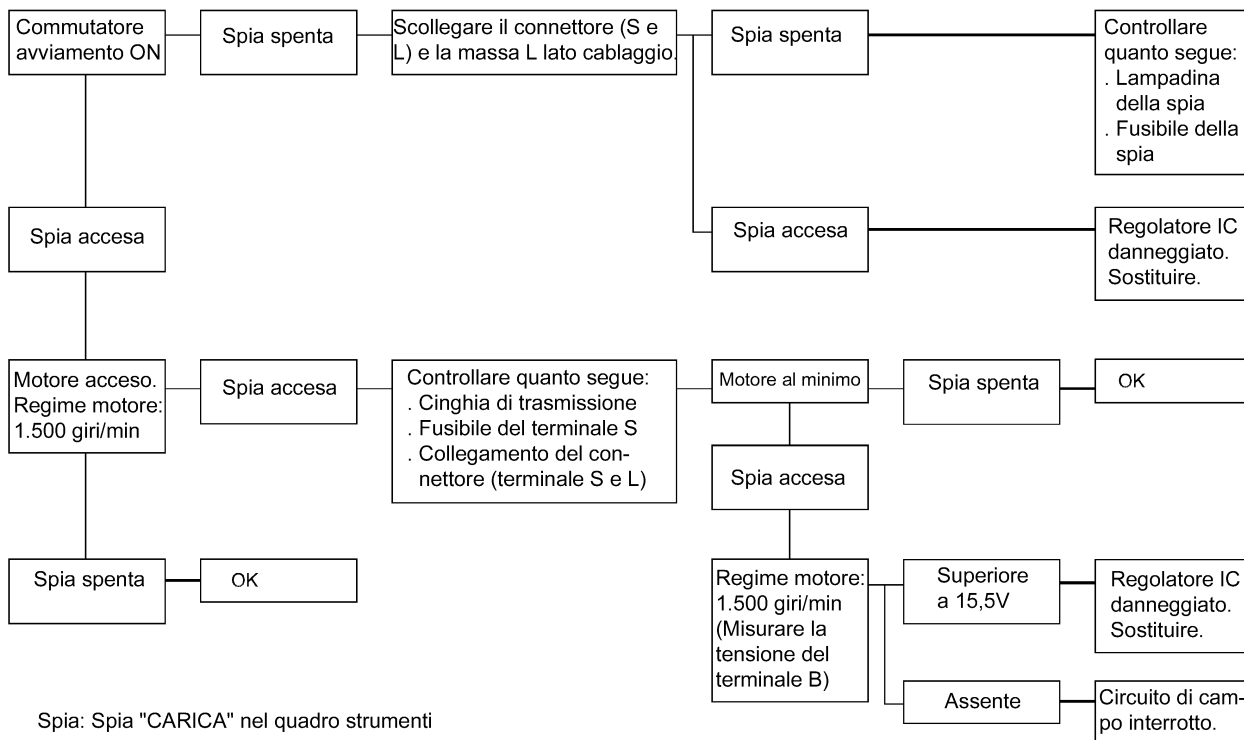 Commutatore
avviamento ON
Spia spenta
Scollegare il connettore (S e
L) e la massa L lato cablaggio.
Spia spenta
Controllare
quanto segue:
. Lampadina
della spia
. Fusibile della
spia
Spia accesa
Spia accesa
Regolatore IC
danneggiato.
Sostituire.
Motore acceso.
Regime motore:
1.500 giri/min
Spia accesa
Controllare quanto segue:
. Cinghia di trasmissione
. Fusibile del terminale S
. Collegamento del con-
nettore (terminale S e L)
Motore al minimo
Spia spenta
OK
Spia accesa
Spia spenta
OK
Regime motore:
1.500 giri/min
(Misurare la
tensione del
terminale B)
Superiore
a 15,5V
Regolatore IC
danneggiato.
Sostituire.
Assente
Circuito di cam-
po interrotto.
Spia: Spia "CARICA" nel quadro strumenti